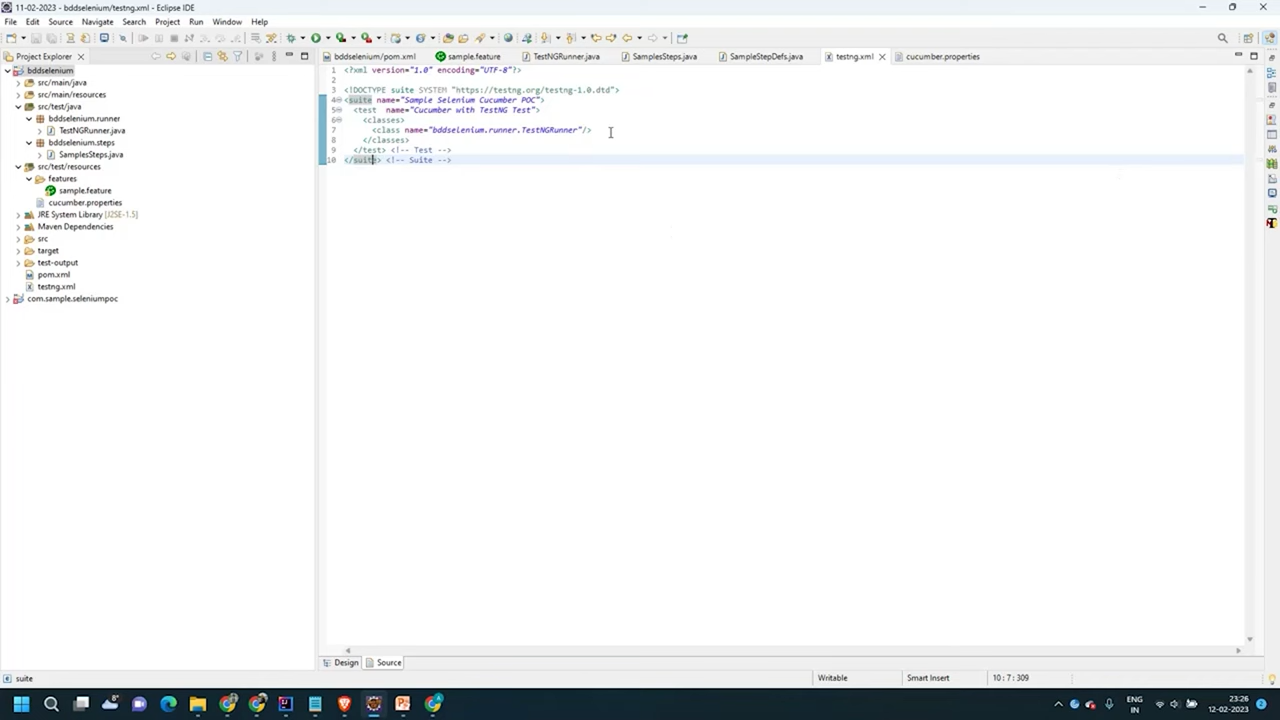 11-02-2023 - bddselenium/testng.xml - Eclipse IDE
File Edit Source Navigate Search Project Run Window Help
Project Explorer
bddselenium/pom.xml sample.feature TestNGRunner.java SamplesSteps.java SampleStepDefs.java testng.xml cucumber.properties
bddselenium
src/main/java
src/main/resources
src/test/java
bddselenium.runner
TestNGRunner.java
bddselenium.steps
SamplesSteps.java
src/test/resources
features
sample.feature
cucumber.properties
JRE System Library [J2SE-1.5]
Maven Dependencies
src
target
test-output
pom.xml
testng.xml
com.sample.seleniumpoc
1 <?xml version="1.0" encoding="UTF-8"?>
2
3 <!DOCTYPE suite SYSTEM "https://testng.org/testng-1.0.dtd">
4 <suite name="Sample Selenium Cucumber POC">
5 <test name="Cucumber with TestNG Test">
6 <classes>
7 <class name="bddselenium.runner.TestNGRunner"/>
8 </classes>
9 </test> <!-- Test -->
10 </suite> <!-- Suite -->
Design Source
suite Writable Smart Insert 10 : 7 : 309
8°
ENG
IN
23:26
12-02-2023